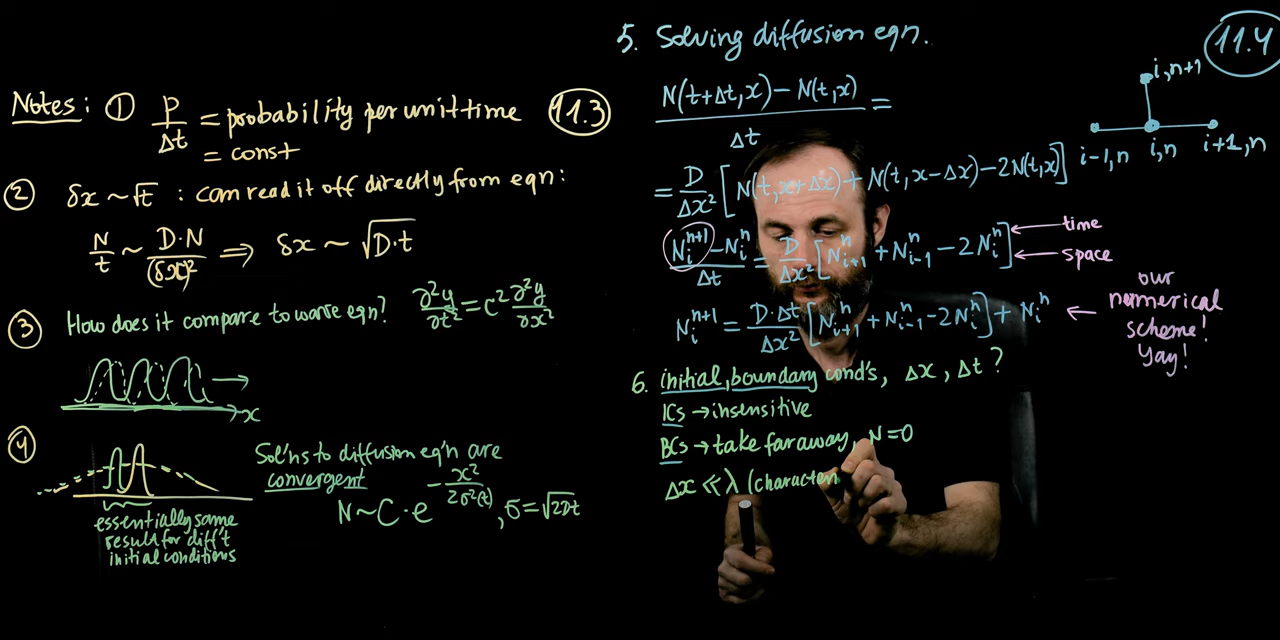 Notes: ① P/Δt = probability per unit time
= const
11.3
② δx ~ √t : can read it off directly from eqn:
N/t ~ D·N/(δx)² ⟹ δx ~ √D·t
③ How does it compare to wave eqn? ∂²y/∂t² = c² ∂²y/∂x²
x
④ Sol'ns to diffusion eq'n are
convergent
N ~ C·e^(-x²/2σ²(t)), σ = √2Dt
essentially same
result for diff't
initial conditions
5. Solving diffusion eqn.
11.4
N(t+Δt,x) − N(t,x)/Δt =
= D/Δx² [N(t,x+Δx) + N(t,x−Δx) − 2N(t,x)]
i,n+1
i−1,n i,n i+1,n
N_i^(n+1) − N_i^n/Δt = D/Δx² [N_(i+1)^n + N_(i−1)^n − 2N_i^n]
time
space
N_i^(n+1) = D·Δt/Δx² [N_(i+1)^n + N_(i−1)^n − 2N_i^n] + N_i^n
our
numerical
scheme!
Yay!
6. initial, boundary cond's, Δx, Δt?
ICs → insensitive
BCs → take far away, N=0
Δx ≪ λ (characten